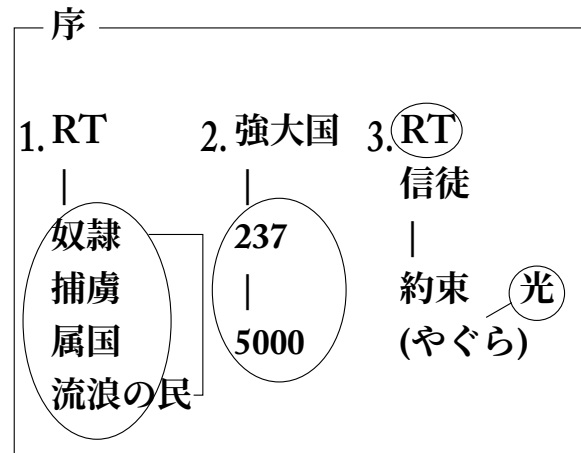 序
1. RT
奴隷
捕虜
属国
流浪の民
2. 強大国
237
5000
3. RT
信徒
約束
(やぐら)
光